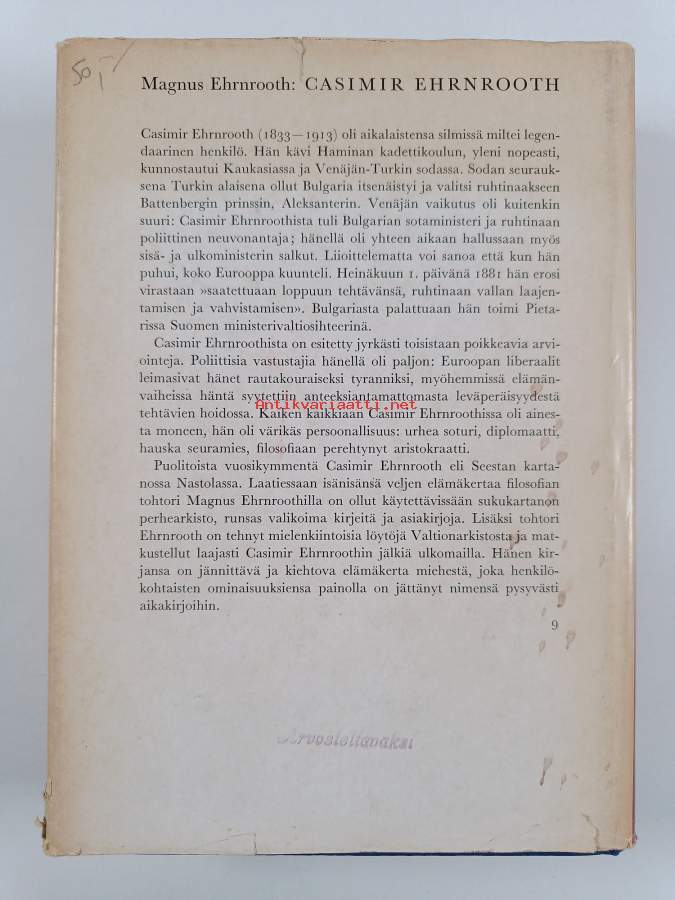 50,-
Magnus Ehrnrooth: CASIMIR EHRNROOTH
Casimir Ehrnrooth (1833—1913) oli aikalaistensa silmissä miltei legen-
daarinen henkilö. Hän kävi Haminan kadettikoulun, yleni nopeasti,
kunnostautui Kaukasiassa ja Venäjän-Turkin sodassa. Sodan seurauk-
sena Turkin alaisena ollut Bulgaria itsenäistyi ja valitsi ruhtinaakseen
Battenbergin prinssin, Aleksanterin. Venäjän vaikutus oli kuitenkin
suuri: Casimir Ehrnroothista tuli Bulgarian sotaministeri ja ruhtinaan
poliittinen neuvonantaja; hänellä oli yhteen aikaan hallussaan myös
sisä- ja ulkoministerin salkut. Liioittelematta voi sanoa että kun hän
puhui, koko Eurooppa kuunteli. Heinäkuun 1. päivänä 1881 hän erosi
virastaan »saatettuaan loppuun tehtävänsä, ruhtinaan vallan laajen-
tamisen ja vahvistamisen». Bulgariasta palattuaan hän toimi Pieta-
rissa Suomen ministerivaltiosihteerinä.
Casimir Ehrnroothista on esitetty jyrkästi toisistaan poikkeavia arvi-
ointeja. Poliittisia vastustajia hänellä oli paljon: Euroopan liberaalit
leimasivat hänet rautakouraiseksi tyranniksi, myöhemmissä elämän-
vaiheissa häntä syytettiin anteeksiantamattomasta leväperäisyydestä
Antikvariaatti.net
tehtävien hoidossa. Kaiken kaikkiaan Casimir Ehrnroothissa oli aines-
ta moneen, hän oli värikäs persoonallisuus: urhea soturi, diplomaatti,
hauska seuramies, filosofiaan perehtynyt aristokraatti.
Puolitoista vuosikymmentä Casimir Ehrnrooth eli Seestan karta-
nossa Nastolassa. Laatiessaan isänisänsä veljen elämäkertaa filosofian
tohtori Magnus Ehrnroothilla on ollut käytettävissään sukukartanon
perhearkisto, runsas valikoima kirjeitä ja asiakirjoja. Lisäksi tohtori
Ehrnrooth on tehnyt mielenkiintoisia löytöjä Valtionarkistosta ja mat-
kustellut laajasti Casimir Ehrnroothin jälkiä ulkomailla. Hänen kir-
jansa on jännittävä ja kiehtova elämäkerta miehestä, joka henkilö-
kohtaisten ominaisuuksiensa painolla on jättänyt nimensä pysyvästi
aikakirjoihin.
9
Arvosteltavaksi